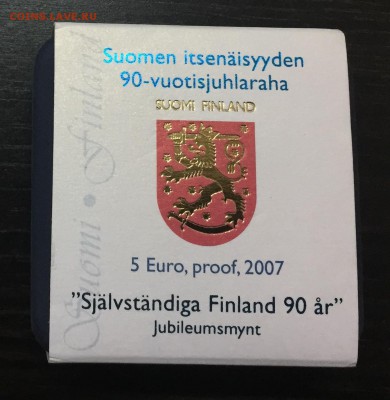 coins.save.ru
Suomen itsenäisyyden
90-vuotisjuhlaraha
SUOMI FINLAND
Suomi • Finland
5 Euro, proof, 2007
"Självständiga Finland 90 år"
Jubileumsmynt